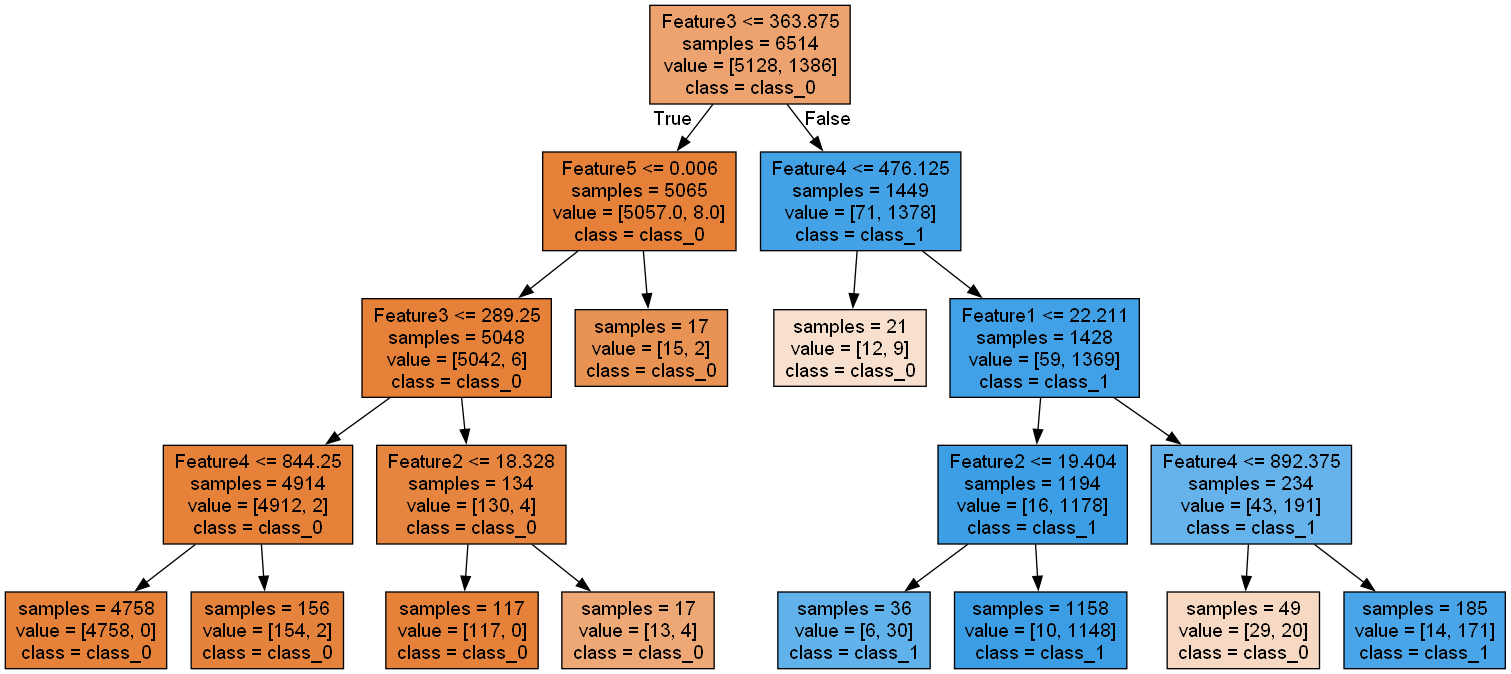 Feature3 <= 363.875
samples = 6514
value = [5128, 1386]
class = class_0
True
False
Feature5 <= 0.006
samples = 5065
value = [5057.0, 8.0]
class = class_0
Feature4 <= 476.125
samples = 1449
value = [71, 1378]
class = class_1
Feature3 <= 289.25
samples = 5048
value = [5042, 6]
class = class_0
samples = 17
value = [15, 2]
class = class_0
samples = 21
value = [12, 9]
class = class_0
Feature1 <= 22.211
samples = 1428
value = [59, 1369]
class = class_1
Feature4 <= 844.25
samples = 4914
value = [4912, 2]
class = class_0
Feature2 <= 18.328
samples = 134
value = [130, 4]
class = class_0
Feature2 <= 19.404
samples = 1194
value = [16, 1178]
class = class_1
Feature4 <= 892.375
samples = 234
value = [43, 191]
class = class_1
samples = 4758
value = [4758, 0]
class = class_0
samples = 156
value = [154, 2]
class = class_0
samples = 117
value = [117, 0]
class = class_0
samples = 17
value = [13, 4]
class = class_0
samples = 36
value = [6, 30]
class = class_1
samples = 1158
value = [10, 1148]
class = class_1
samples = 49
value = [29, 20]
class = class_0
samples = 185
value = [14, 171]
class = class_1